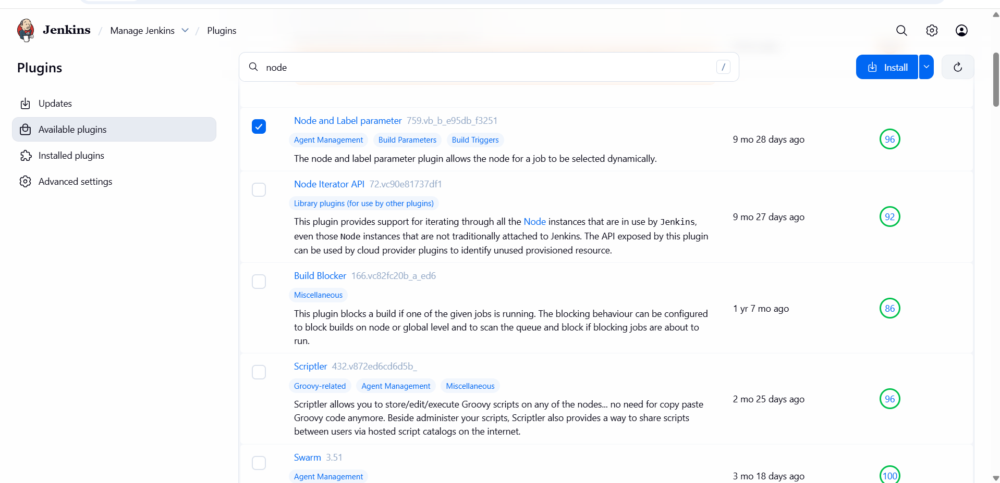 Jenkins / Manage Jenkins / Plugins
Plugins
node /
Install
Updates
Available plugins
Installed plugins
Advanced settings
Node and Label parameter 759.vb_b_e95db_f3251
Agent Management Build Parameters Build Triggers
The node and label parameter plugin allows the node for a job to be selected dynamically.
9 mo 28 days ago
96
Node Iterator API 72.vc90e81737df1
Library plugins (for use by other plugins)
This plugin provides support for iterating through all the Node instances that are in use by Jenkins,
even those Node instances that are not traditionally attached to Jenkins. The API exposed by this plugin
can be used by cloud provider plugins to identify unused provisioned resource.
9 mo 27 days ago
92
Build Blocker 166.vc82fc20b_a_ed6
Miscellaneous
This plugin blocks a build if one of the given jobs is running. The blocking behaviour can be configured
to block builds on node or global level and to scan the queue and block if blocking jobs are about to
run.
1 yr 7 mo ago
86
Scriptler 432.v872ed6cd6d5b_
Groovy-related Agent Management Miscellaneous
Scriptler allows you to store/edit/execute Groovy scripts on any of the nodes... no need for copy paste
Groovy code anymore. Beside administer your scripts, Scriptler also provides a way to share scripts
between users via hosted script catalogs on the internet.
2 mo 25 days ago
96
Swarm 3.51
Agent Management
3 mo 18 days ago
100